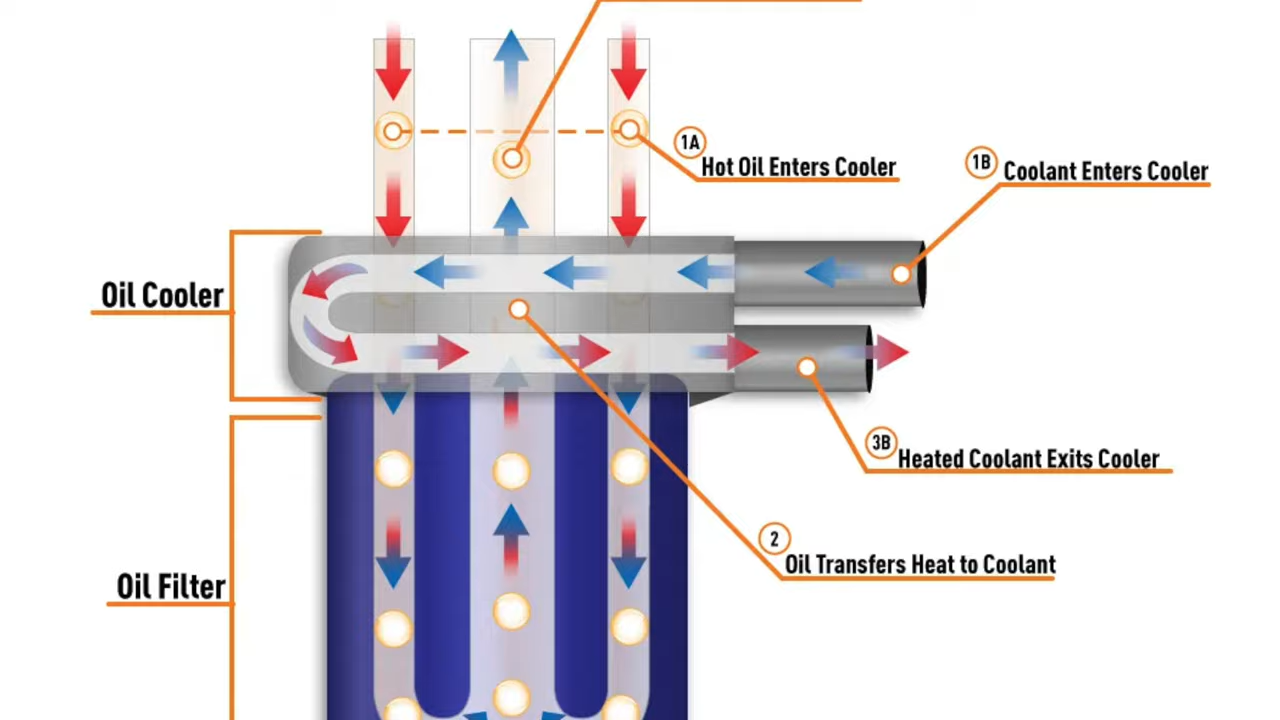 1A
Hot Oil Enters Cooler
1B
Coolant Enters Cooler
Oil Cooler
3B
Heated Coolant Exits Cooler
2
Oil Transfers Heat to Coolant
Oil Filter